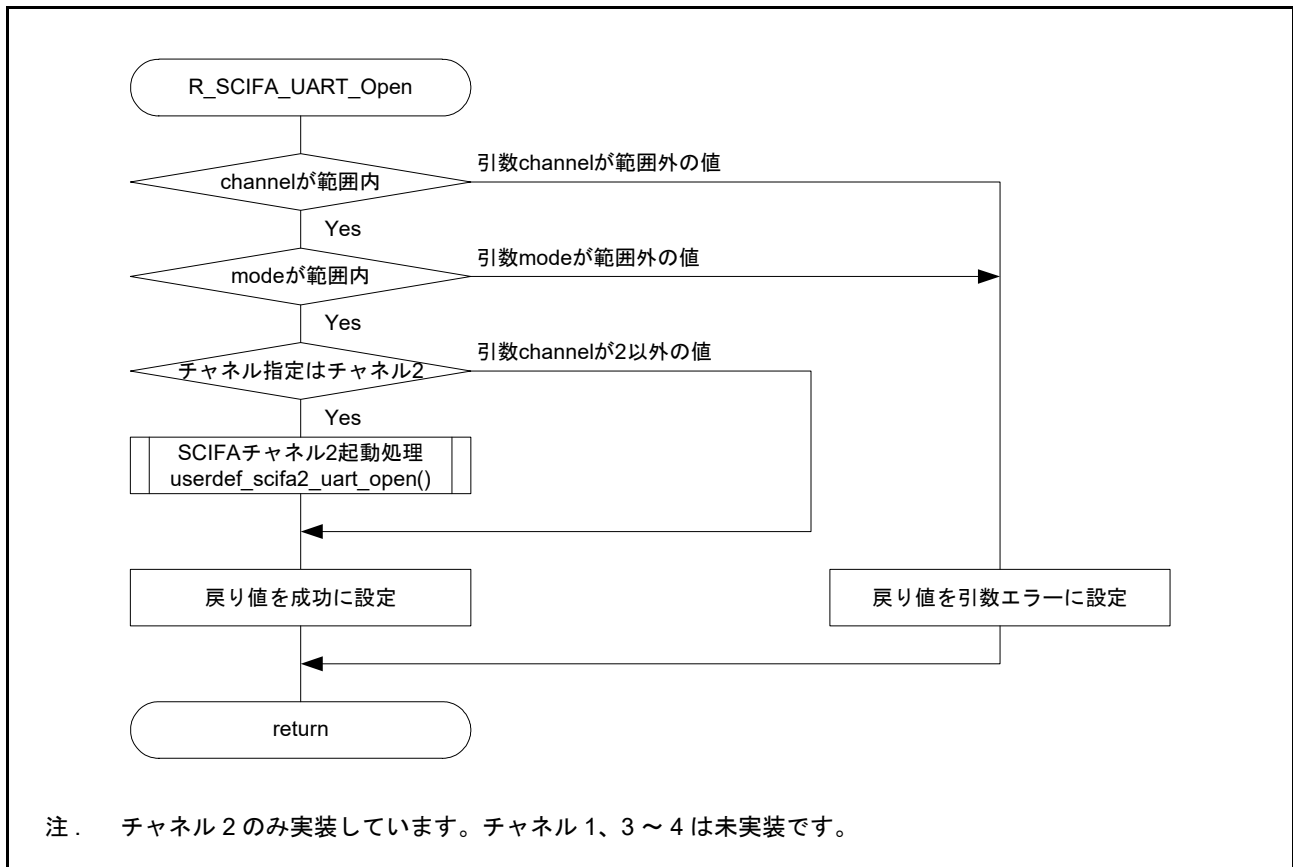 R_SCIFA_UART_Open
引数channelが範囲外の値
channelが範囲内
Yes
引数modeが範囲外の値
modeが範囲内
Yes
引数channelが2以外の値
チャネル指定はチャネル2
Yes
SCIFAチャネル2起動処理
userdef_scifa2_uart_open()
戻り値を成功に設定
戻り値を引数エラーに設定
return
注 . チャネル 2 のみ実装しています。チャネル 1、3 ~ 4 は未実装です。